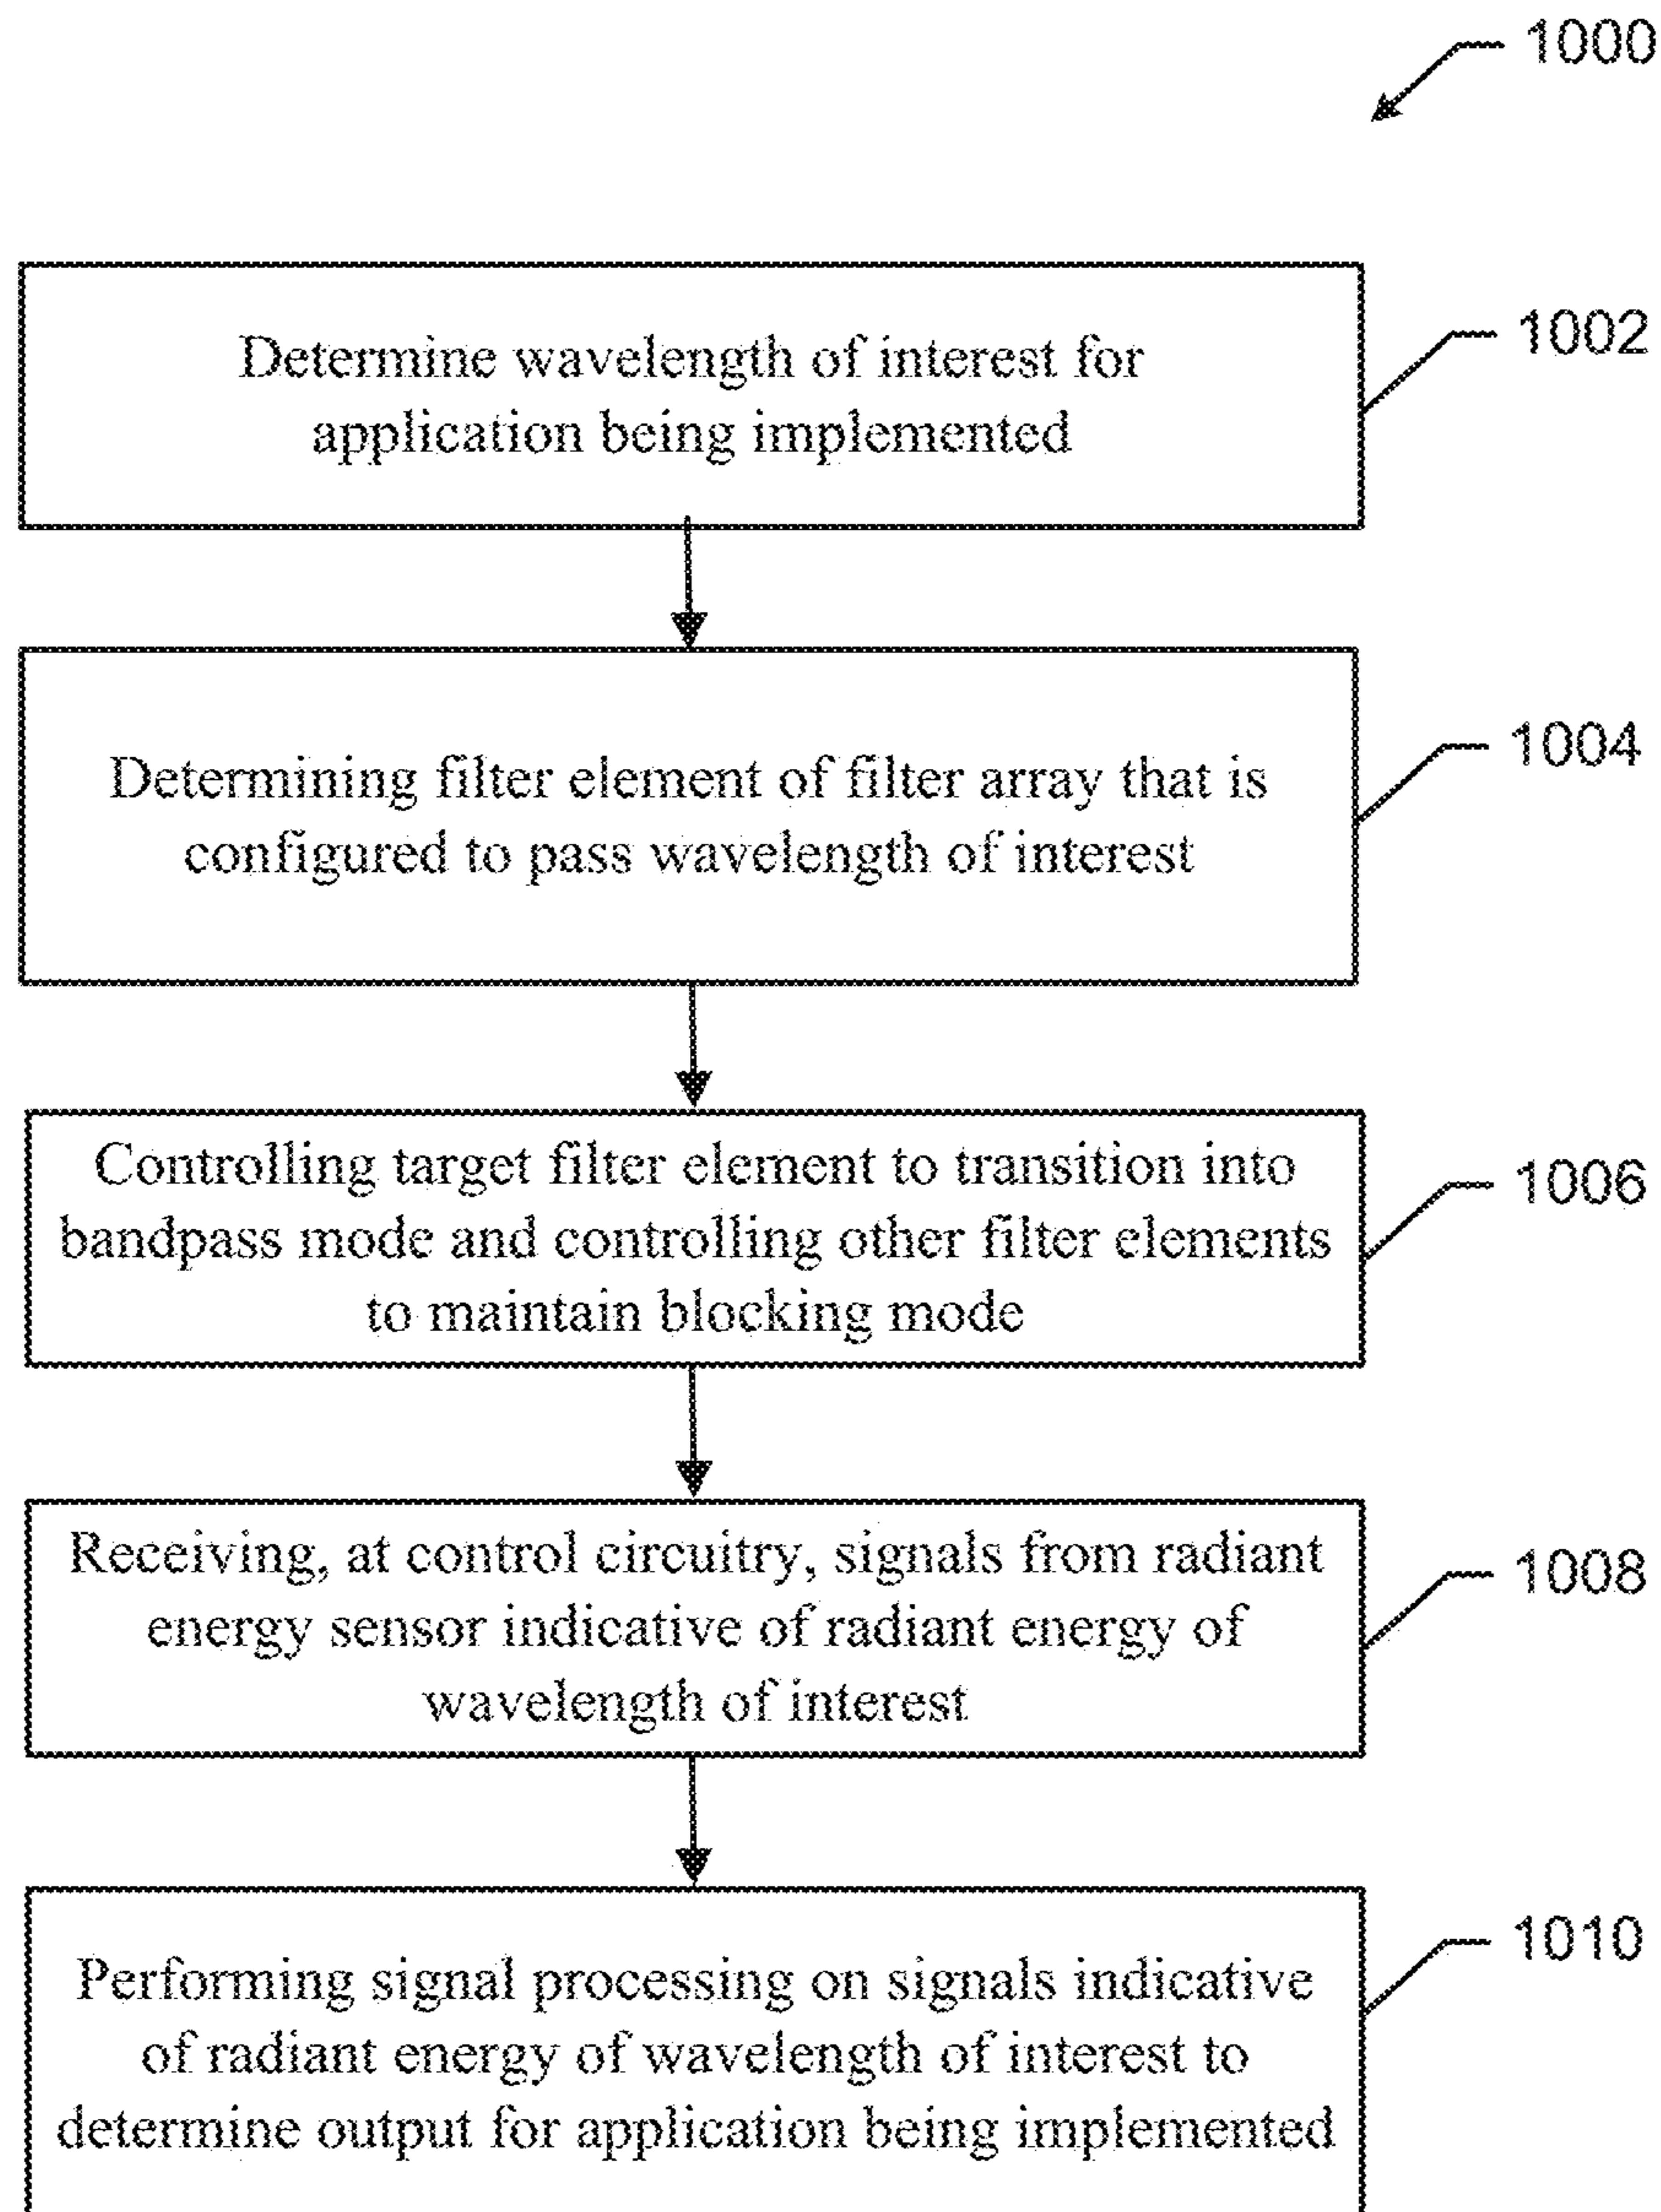 1000
Determine wavelength of interest for
application being implemented
1002
Determining filter element of filter array that is
configured to pass wavelength of interest
1004
Controlling target filter element to transition into
bandpass mode and controlling other filter elements
to maintain blocking mode
1006
Receiving, at control circuitry, signals from radiant
energy sensor indicative of radiant energy of
wavelength of interest
1008
Performing signal processing on signals indicative
of radiant energy of wavelength of interest to
determine output for application being implemented
1010